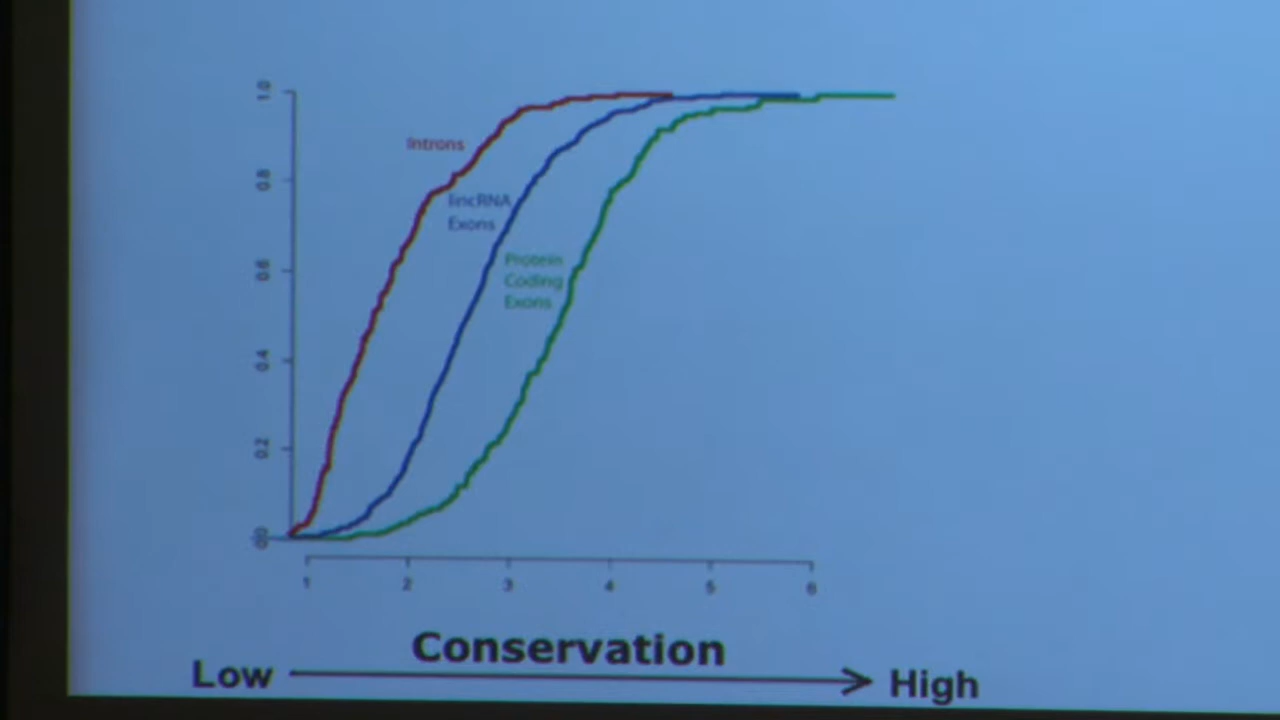 1.0
Introns
0.8
lincRNA
Exons
0.6
Protein
Coding
Exons
0.4
0.2
0.0
1 2 3 4 5 6
Conservation
Low High